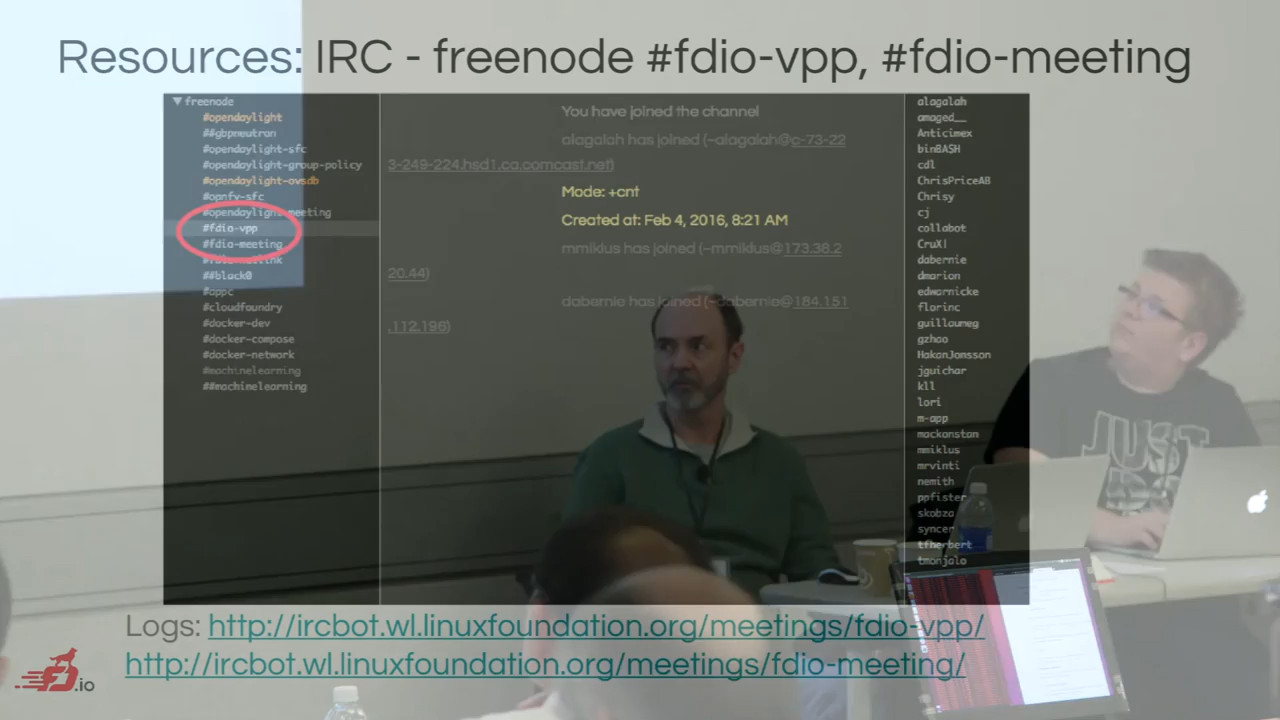 Resources: IRC - freenode #fdio-vpp, #fdio-meeting
▼ freenode
#opendaylight
##gbpneutron
#opendaylight-sfc
#opendaylight-group-policy
#opendaylight-ovsdb
#opnfv-sfc
#opendaylight-meeting
#fdio-vpp
#fdio-meeting
##black0
#appc
#cloudfoundry
#docker-dev
#docker-compose
#docker-network
#machinelearning
##machinelearning
You have joined the channel
alagalah has joined (~alagalah@c-73-22
3-249-224.hsd1.ca.comcast.net)
Mode: +cnt
Created at: Feb 4, 2016, 8:21 AM
mmiklus has joined (~mmiklus@173.38.2
20.44)
dabernie has joined (~dabernie@184.151
.112.196)
alagalah
amaged__
Anticimex
binBASH
cdl
ChrisPriceAB
Chrisy
cj
collabot
CruX|
dabernie
dmarion
edwarnicke
florinc
guillaumeg
gzhao
HakanJonsson
jguichar
kll
lori
m-app
mackonstan
mmiklus
mrvinti
nemith
ppfister
skobza
syncer
tfherbert
tmonjalo
JUST
Logs: http://ircbot.wl.linuxfoundation.org/meetings/fdio-vpp/
http://ircbot.wl.linuxfoundation.org/meetings/fdio-meeting/
.io